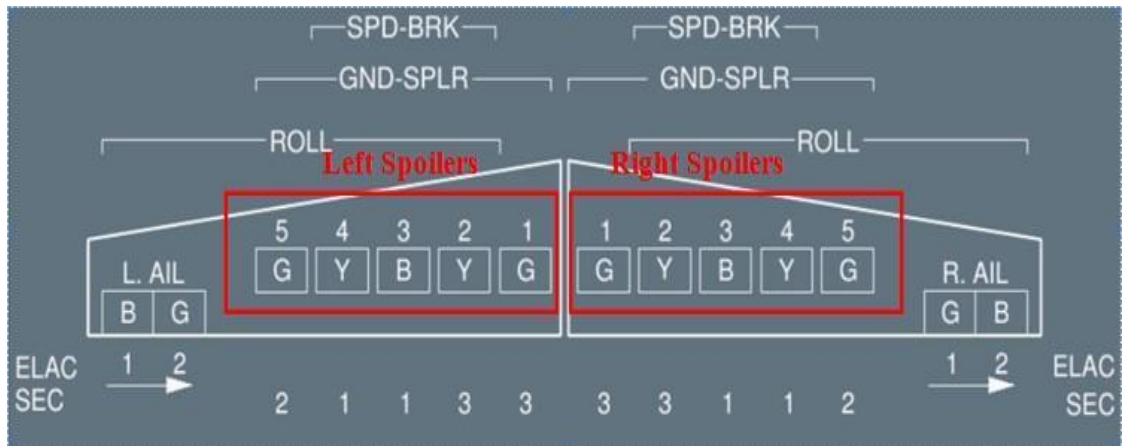 SPD-BRK SPD-BRK
GND-SPLR GND-SPLR
ROLL ROLL
Left Spoilers Right Spoilers
5 4 3 2 1 1 2 3 4 5
G Y B Y G G Y B Y G
L. AIL R. AIL
B G G B
ELAC 1 2 1 2 ELAC
SEC 2 1 1 3 3 3 3 1 1 2 SEC